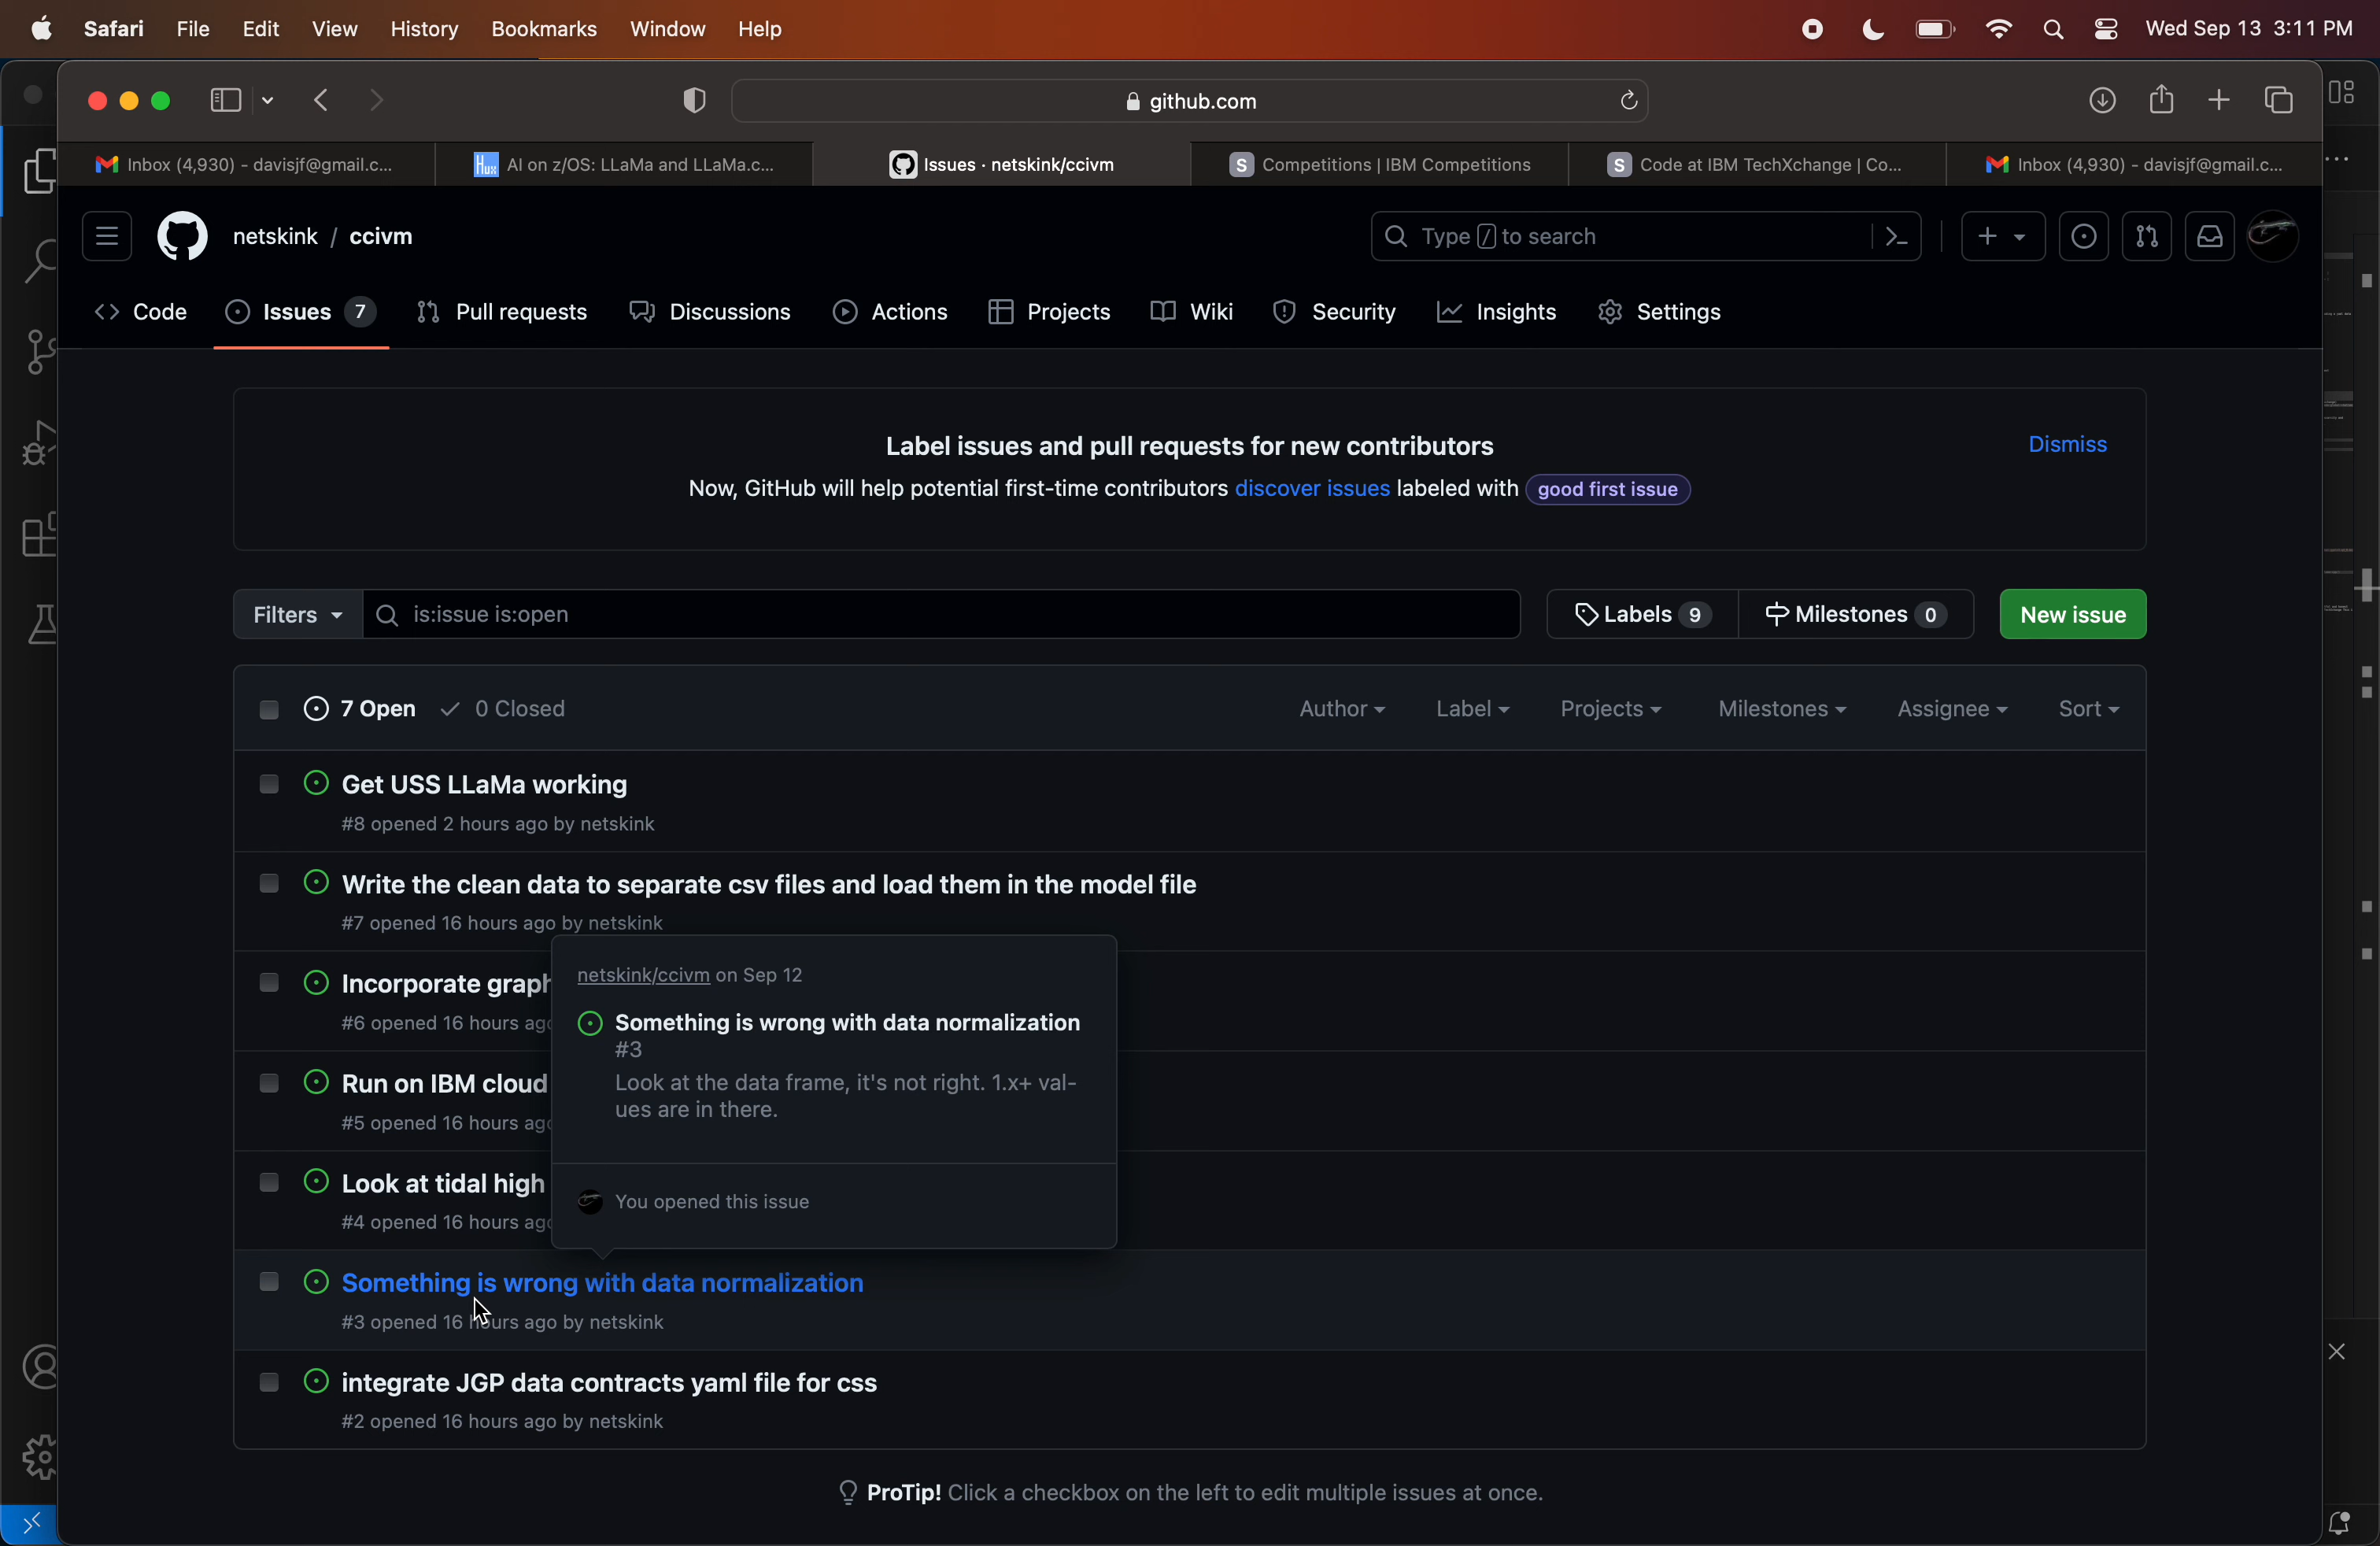 Safari File Edit View History Bookmarks Window Help Wed Sep 13 3:11 PM
github.com
Inbox (4,930) - davisjf@gmail.c... Hux AI on z/OS: LLaMa and LLaMa.c... Issues · netskink/ccivm S Competitions | IBM Competitions S Code at IBM TechXchange | Co... Inbox (4,930) - davisjf@gmail.c...
netskink / ccivm Type / to search
Code Issues 7 Pull requests Discussions Actions Projects Wiki Security Insights Settings
Label issues and pull requests for new contributors
Dismiss
Now, GitHub will help potential first-time contributors discover issues labeled with good first issue
Filters is:issue is:open Labels 9 Milestones 0 New issue
7 Open 0 Closed Author Label Projects Milestones Assignee Sort
Get USS LLaMa working
#8 opened 2 hours ago by netskink
Write the clean data to separate csv files and load them in the model file
#7 opened 16 hours ago by netskink
Incorporate graph
#6 opened 16 hours ago
Run on IBM cloud
#5 opened 16 hours ago
Look at tidal high
#4 opened 16 hours ago
netskink/ccivm on Sep 12
Something is wrong with data normalization
#3
Look at the data frame, it's not right. 1.x+ val-
ues are in there.
You opened this issue
Something is wrong with data normalization
#3 opened 16 hours ago by netskink
integrate JGP data contracts yaml file for css
#2 opened 16 hours ago by netskink
ProTip! Click a checkbox on the left to edit multiple issues at once.